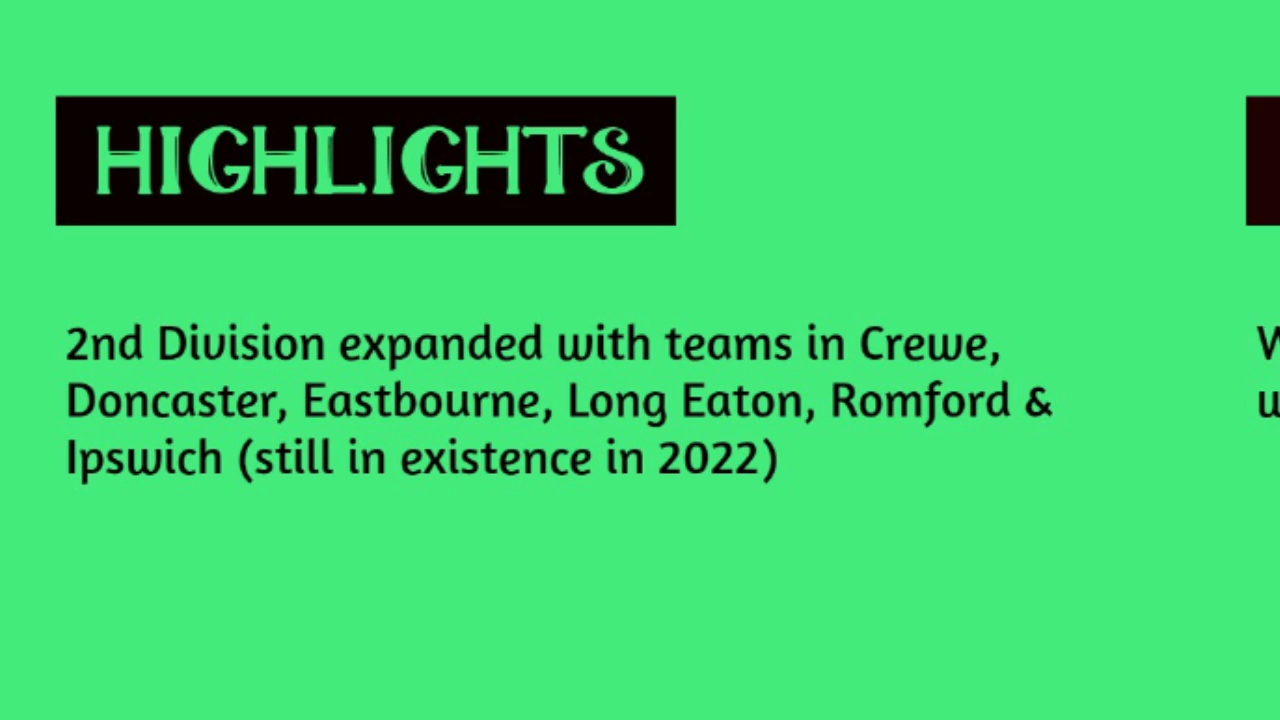 HIGHLIGHTS
2nd Division expanded with teams in Crewe,
Doncaster, Eastbourne, Long Eaton, Romford &
Ipswich (still in existence in 2022)